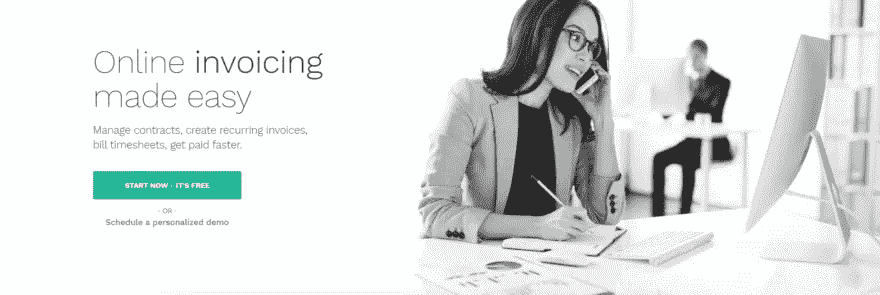 Online invoicing
made easy
Manage contracts, create recurring invoices,
bill timesheets, get paid faster.
START NOW - IT'S FREE
- OR -
Schedule a personalized demo